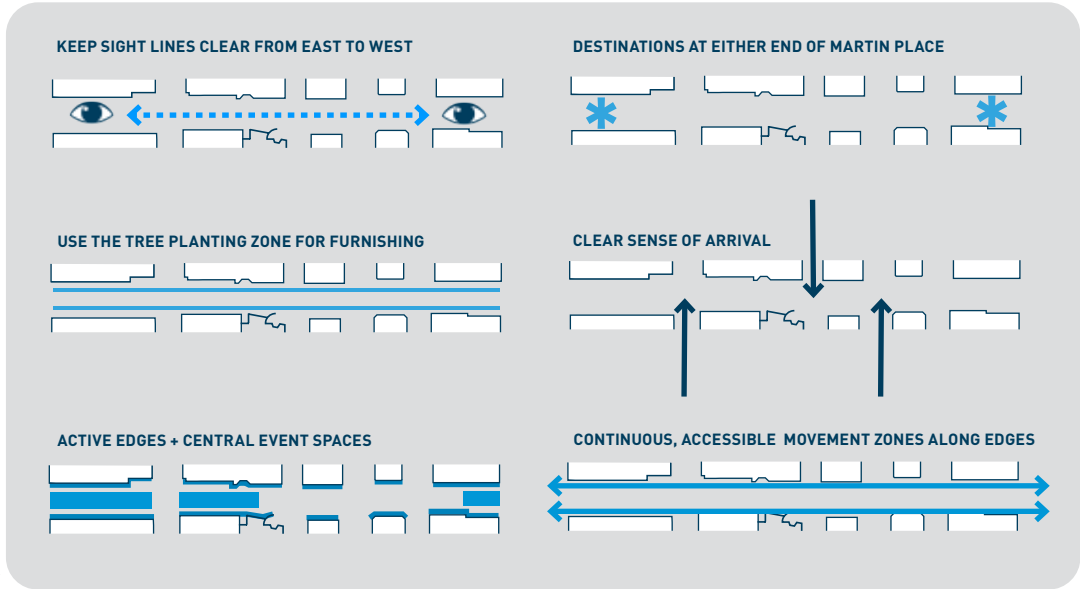 KEEP SIGHT LINES CLEAR FROM EAST TO WEST
DESTINATIONS AT EITHER END OF MARTIN PLACE
USE THE TREE PLANTING ZONE FOR FURNISHING
CLEAR SENSE OF ARRIVAL
ACTIVE EDGES + CENTRAL EVENT SPACES
CONTINUOUS, ACCESSIBLE MOVEMENT ZONES ALONG EDGES